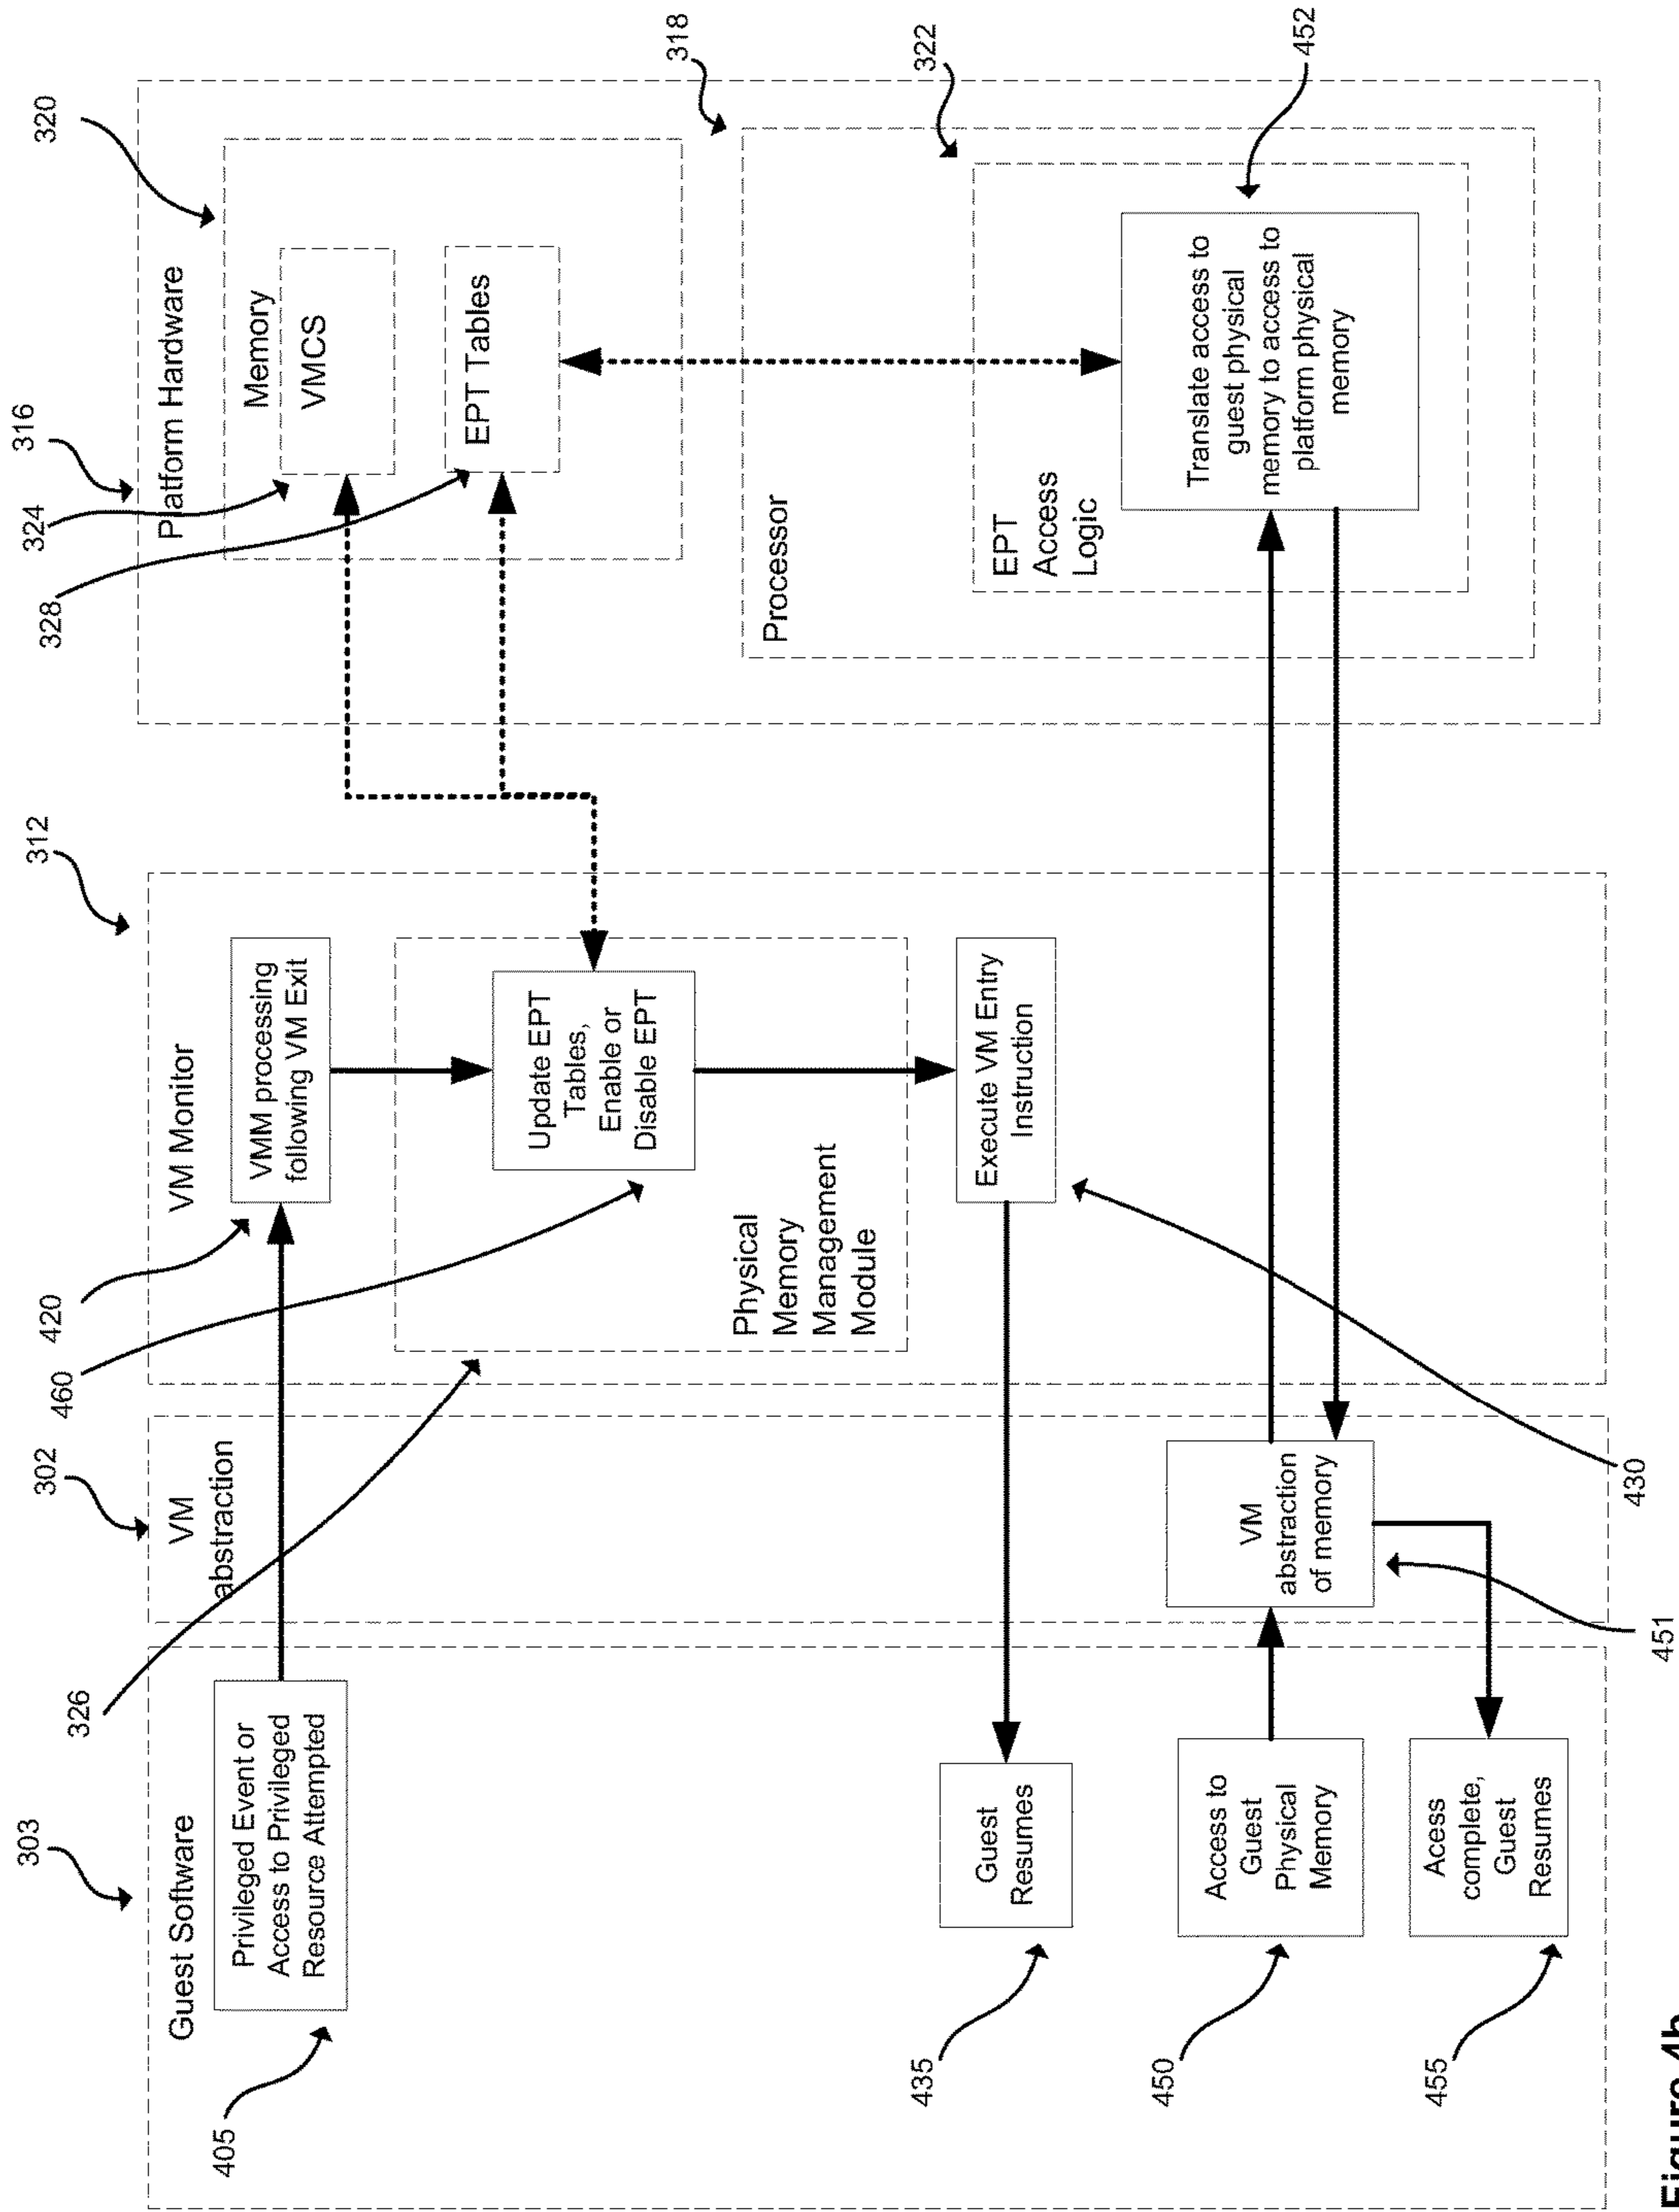 303
Guest Software
Privileged Event or
Access to Privileged
Resource Attempted
405
302
VM
abstraction
326
460
420
312
VM Monitor
VMM processing
following VM Exit
Update EPT
Tables,
Enable or
Disable EPT
Physical
Memory
Management
Module
Execute VM Entry
Instruction
316
324
328
Platform Hardware
320
Memory
VMCS
EPT Tables
318
Processor
322
EPT
Access
Logic
452
Translate access to
guest physical
memory to access to
platform physical
memory
435
Guest
Resumes
450
Access to
Guest
Physical
Memory
VM
abstraction
of memory
430
451
455
Acess
complete,
Guest
Resumes
Figure 4b